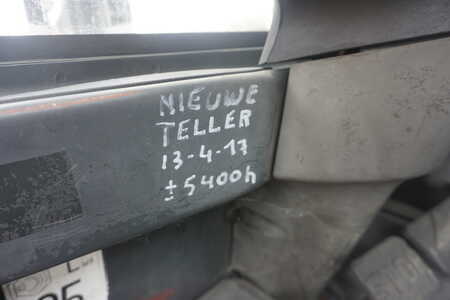 NIEUWE
TELLER
13-4-17
±5400h
L